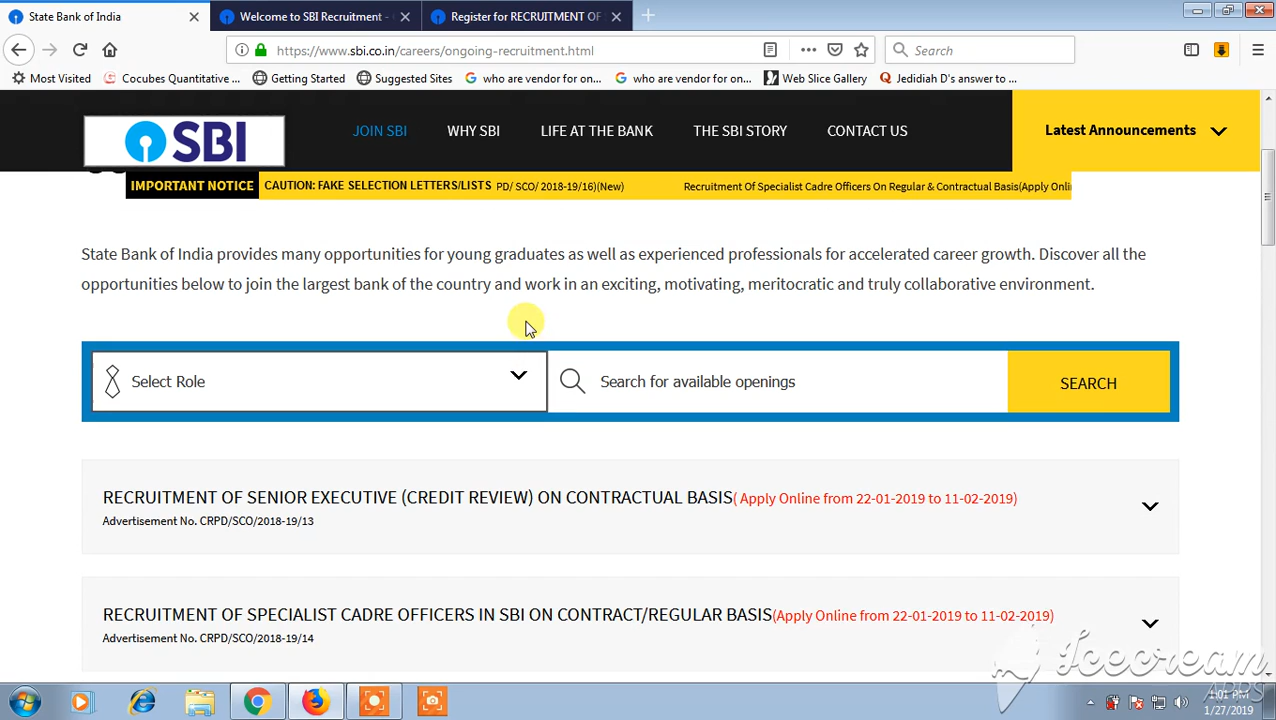 State Bank of India
Welcome to SBI Recruitment -
Register for RECRUITMENT OF
https://www.sbi.co.in/careers/ongoing-recruitment.html
Search
Most Visited
Cocubes Quantitative ...
Getting Started
Suggested Sites
who are vendor for on...
who are vendor for on...
Web Slice Gallery
Jedidiah D's answer to ...
SBI
JOIN SBI
WHY SBI
LIFE AT THE BANK
THE SBI STORY
CONTACT US
Latest Announcements
IMPORTANT NOTICE
CAUTION: FAKE SELECTION LETTERS/LISTS
PD/ SCO/ 2018-19/16)(New)
Recruitment Of Specialist Cadre Officers On Regular & Contractual Basis(Apply Onli
State Bank of India provides many opportunities for young graduates as well as experienced professionals for accelerated career growth. Discover all the
opportunities below to join the largest bank of the country and work in an exciting, motivating, meritocratic and truly collaborative environment.
Select Role
Search for available openings
SEARCH
RECRUITMENT OF SENIOR EXECUTIVE (CREDIT REVIEW) ON CONTRACTUAL BASIS( Apply Online from 22-01-2019 to 11-02-2019)
Advertisement No. CRPD/SCO/2018-19/13
RECRUITMENT OF SPECIALIST CADRE OFFICERS IN SBI ON CONTRACT/REGULAR BASIS(Apply Online from 22-01-2019 to 11-02-2019)
Advertisement No. CRPD/SCO/2018-19/14
Icecream
APPS
1:01 PM
1/27/2019